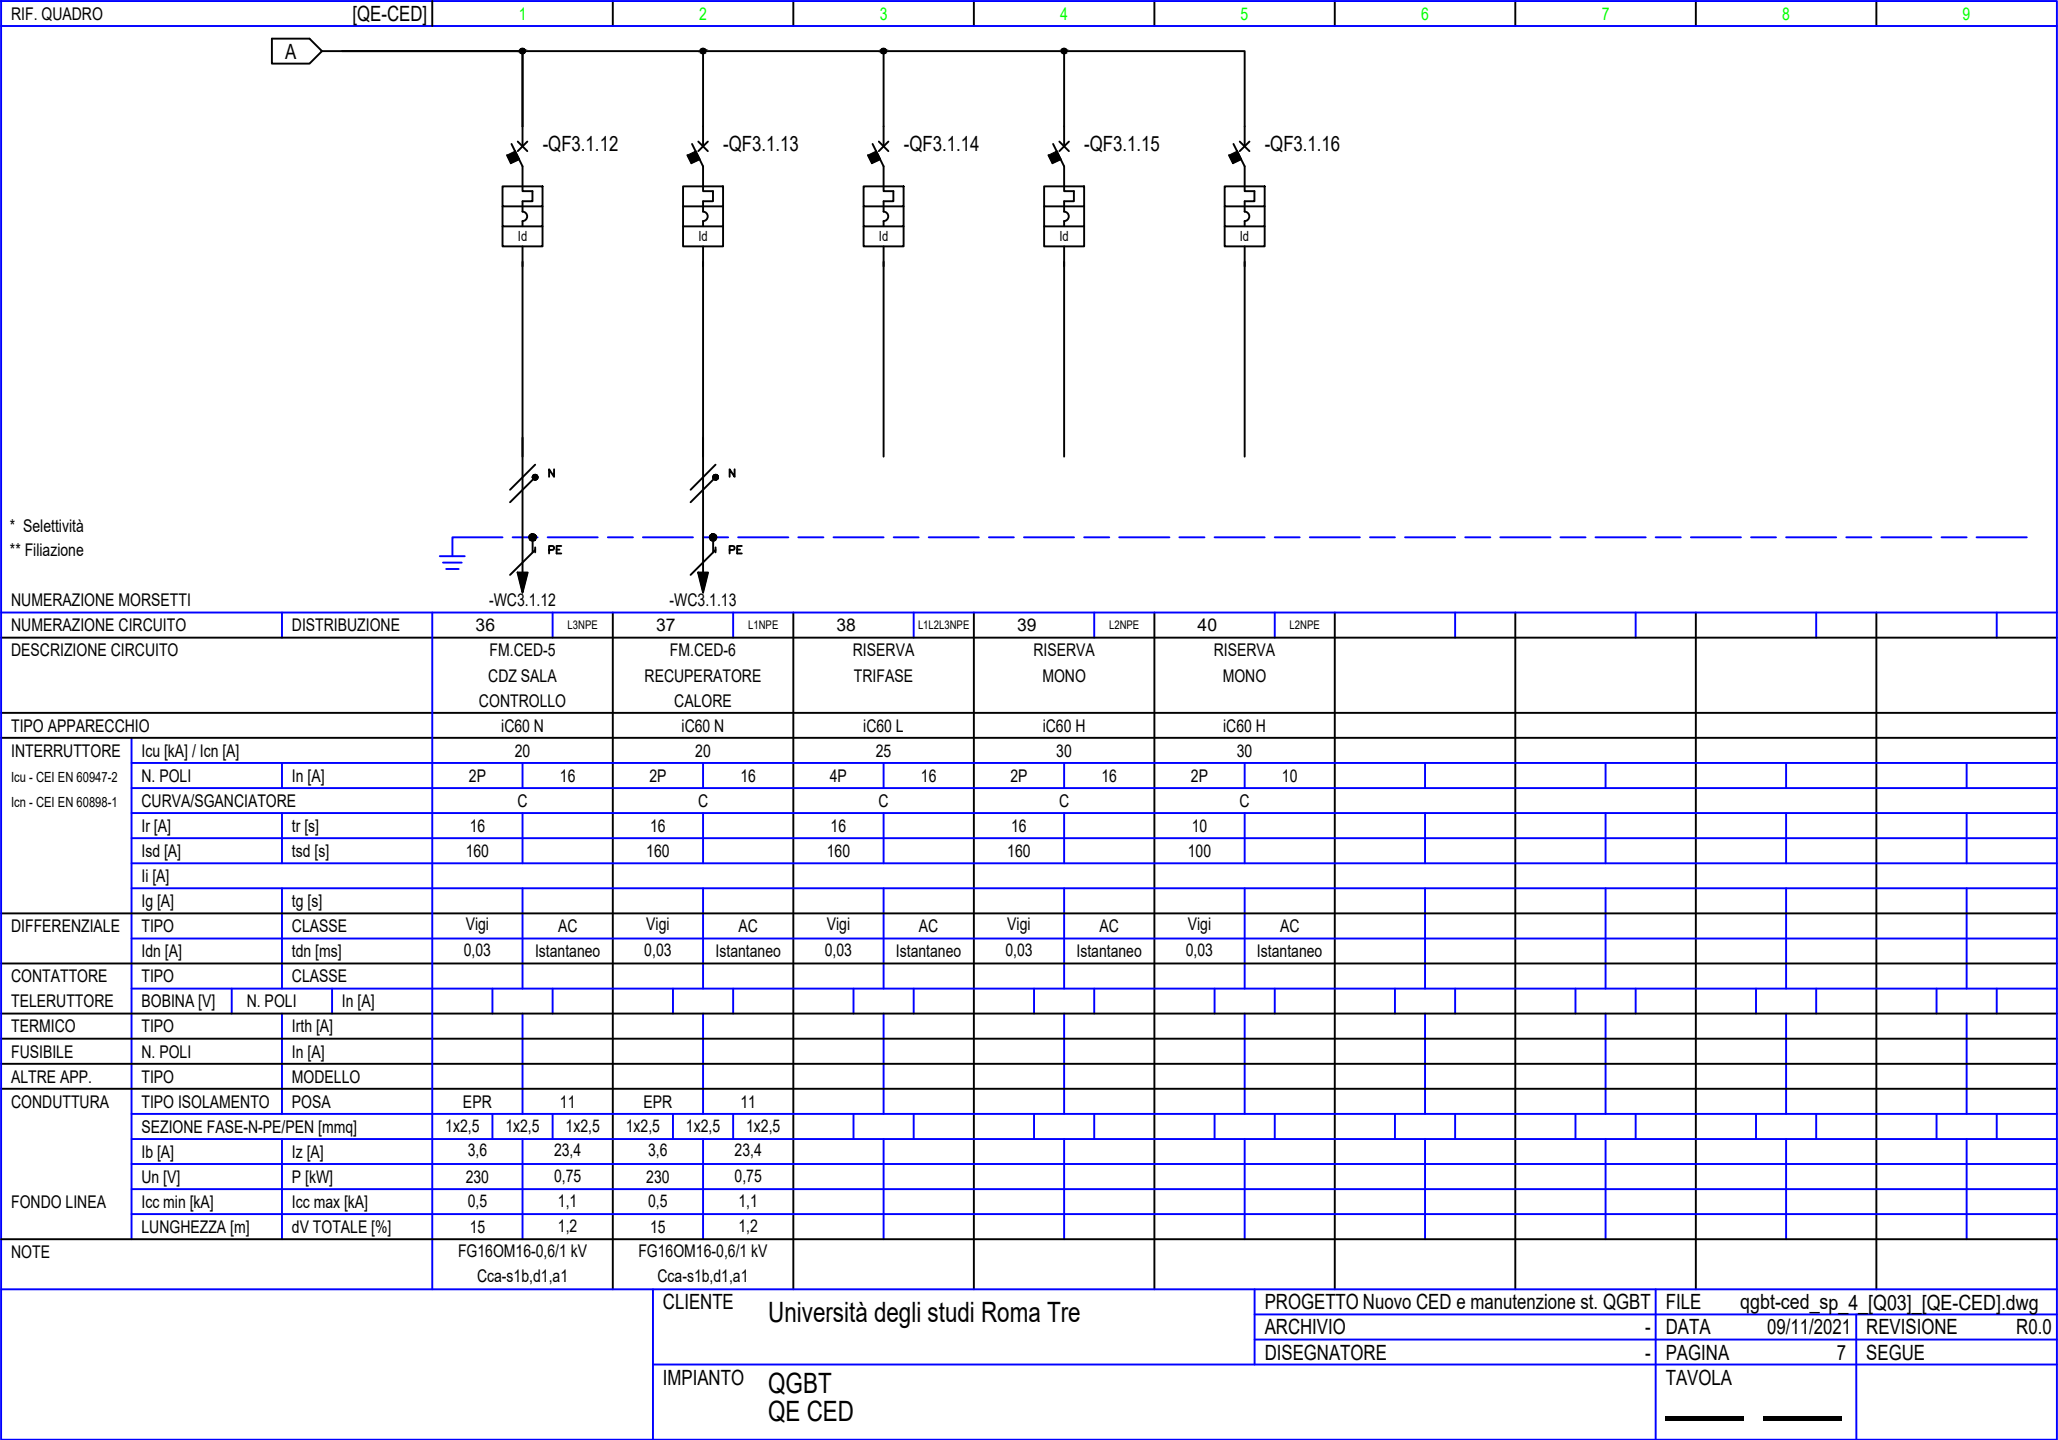 RIF. QUADRO [QE-CED] 1 2 3 4 5 6 7 8 9
A
-QF3.1.12 -QF3.1.13 -QF3.1.14 -QF3.1.15 -QF3.1.16
Id Id Id Id Id
N N
* Selettività
** Filiazione
PE PE
NUMERAZIONE MORSETTI -WC3.1.12 -WC3.1.13
NUMERAZIONE CIRCUITO DISTRIBUZIONE 36 L3NPE 37 L1NPE 38 L1L2L3NPE 39 L2NPE 40 L2NPE
DESCRIZIONE CIRCUITO FM.CED-5 FM.CED-6 RISERVA RISERVA RISERVA
CDZ SALA RECUPERATORE TRIFASE MONO MONO
CONTROLLO CALORE
TIPO APPARECCHIO iC60 N iC60 N iC60 L iC60 H iC60 H
INTERRUTTORE Icu [kA] / Icn [A] 20 20 25 30 30
Icu - CEI EN 60947-2 N. POLI In [A] 2P 16 2P 16 4P 16 2P 16 2P 10
Icn - CEI EN 60898-1 CURVA/SGANCIATORE C C C C C
Ir [A] tr [s] 16 16 16 16 10
Isd [A] tsd [s] 160 160 160 160 100
Ii [A]
Ig [A] tg [s]
DIFFERENZIALE TIPO CLASSE Vigi AC Vigi AC Vigi AC Vigi AC Vigi AC
Idn [A] tdn [ms] 0,03 Istantaneo 0,03 Istantaneo 0,03 Istantaneo 0,03 Istantaneo 0,03 Istantaneo
CONTATTORE TIPO CLASSE
TELERUTTORE BOBINA [V] N. POLI In [A]
TERMICO TIPO Irth [A]
FUSIBILE N. POLI In [A]
ALTRE APP. TIPO MODELLO
CONDUTTURA TIPO ISOLAMENTO POSA EPR 11 EPR 11
SEZIONE FASE-N-PE/PEN [mmq] 1x2,5 1x2,5 1x2,5 1x2,5 1x2,5 1x2,5
Ib [A] Iz [A] 3,6 23,4 3,6 23,4
Un [V] P [kW] 230 0,75 230 0,75
FONDO LINEA Icc min [kA] Icc max [kA] 0,5 1,1 0,5 1,1
LUNGHEZZA [m] dV TOTALE [%] 15 1,2 15 1,2
NOTE FG16OM16-0,6/1 kV FG16OM16-0,6/1 kV
Cca-s1b,d1,a1 Cca-s1b,d1,a1
CLIENTE Università degli studi Roma Tre PROGETTO Nuovo CED e manutenzione st. QGBT FILE qgbt-ced_sp_4_[Q03]_[QE-CED].dwg
ARCHIVIO - DATA 09/11/2021 REVISIONE R0.0
DISEGNATORE - PAGINA 7 SEGUE
IMPIANTO QGBT TAVOLA
QE CED